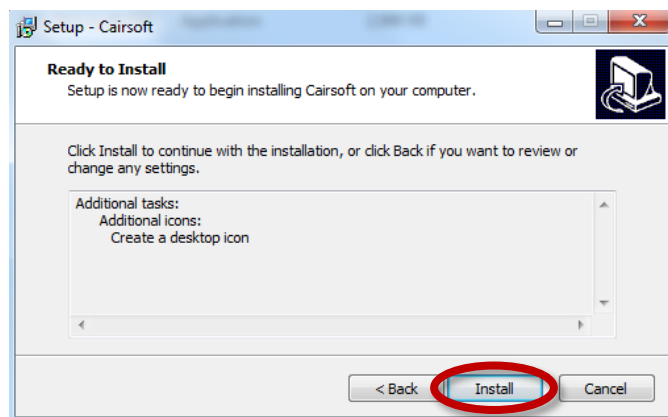 Setup - Cairsoft
Ready to Install
Setup is now ready to begin installing Cairsoft on your computer.
Click Install to continue with the installation, or click Back if you want to review or
change any settings.
Additional tasks:
Additional icons:
Create a desktop icon
< Back
Install
Cancel